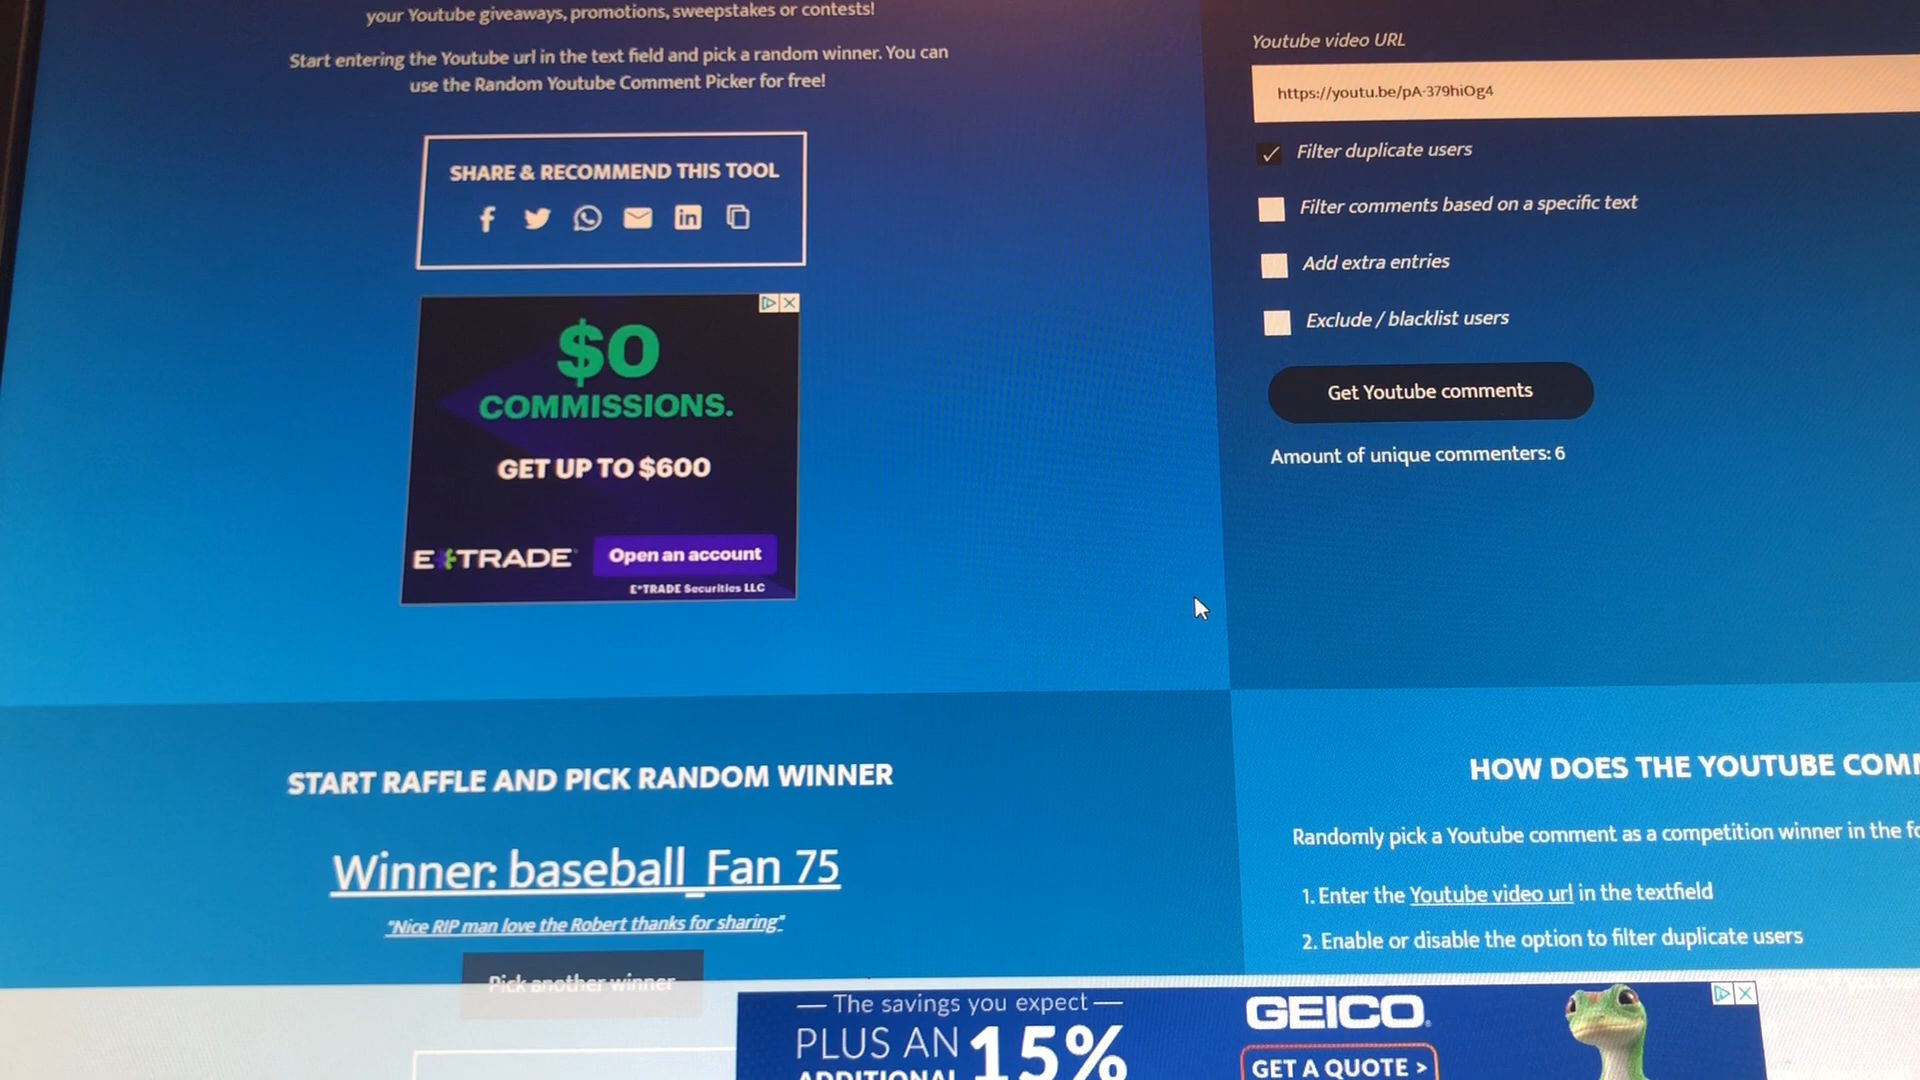 your Youtube giveaways, promotions, sweepstakes or contests!
Start entering the Youtube url in the text field and pick a random winner. You can
use the Random Youtube Comment Picker for free!
SHARE & RECOMMEND THIS TOOL
$0
COMMISSIONS.
GET UP TO $600
E*TRADE
Open an account
E*TRADE Securities LLC
Youtube video URL
https://youtu.be/pA-379hiOg4
Filter duplicate users
Filter comments based on a specific text
Add extra entries
Exclude / blacklist users
Get Youtube comments
Amount of unique commenters: 6
START RAFFLE AND PICK RANDOM WINNER
Winner: baseball_Fan 75
"Nice RIP man love the Robert thanks for sharing"
Pick another winner
HOW DOES THE YOUTUBE
Randomly pick a Youtube comment as a competition winner in the
1. Enter the Youtube video url in the textfield
2. Enable or disable the option to filter duplicate users
— The savings you expect —
PLUS AN 15%
ADDITIONAL
GEICO
GET A QUOTE >